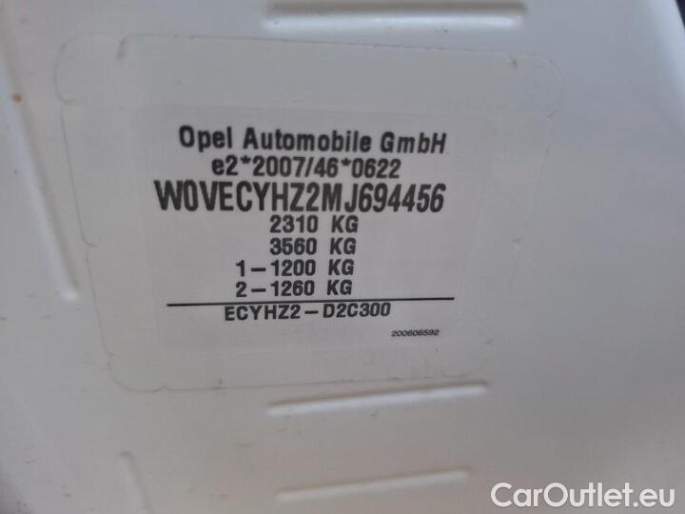 Opel Automobile GmbH
e2*2007/46*0622
W0VECYHZ2MJ694456
2310 KG
3560 KG
1-1200 KG
2-1260 KG
ECYHZ2-D2C300
200606592
CarOutlet.eu